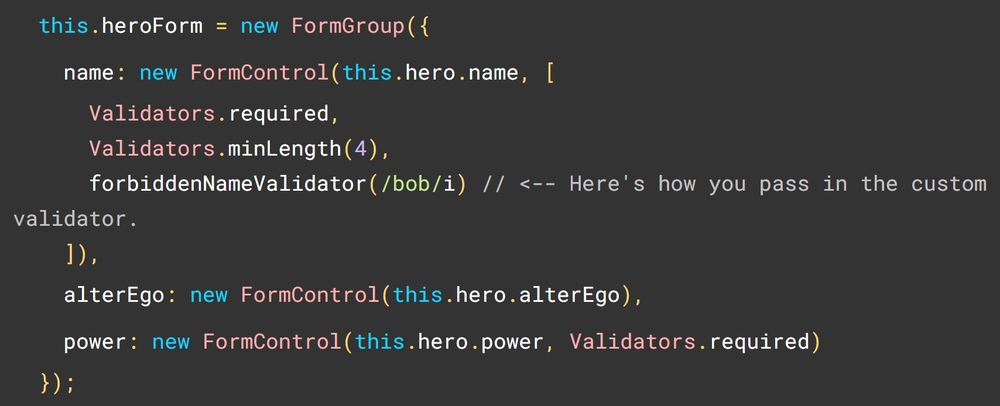 this.heroForm = new FormGroup({
name: new FormControl(this.hero.name, [
Validators.required,
Validators.minLength(4),
forbiddenNameValidator(/bob/i) // <-- Here's how you pass in the custom
validator.
]),
alterEgo: new FormControl(this.hero.alterEgo),
power: new FormControl(this.hero.power, Validators.required)
});